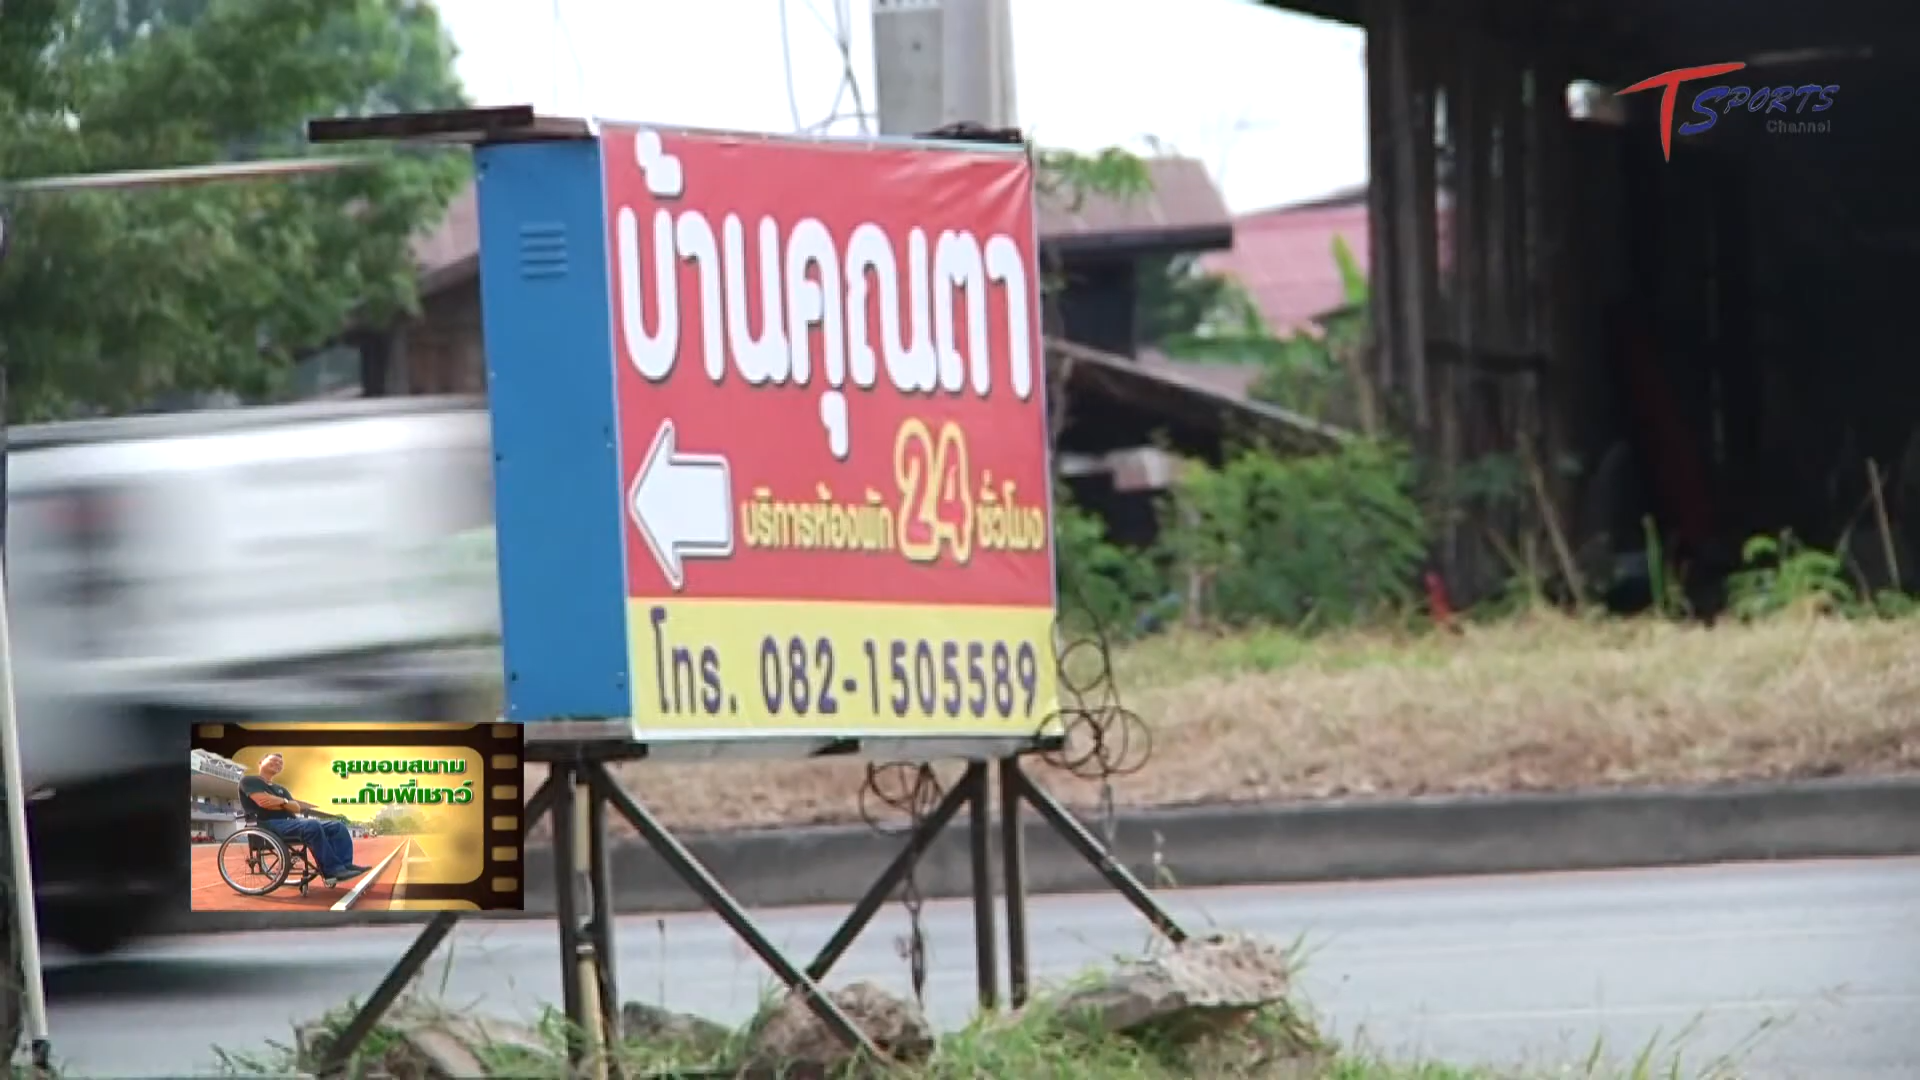 T SPORTS
Channel
บ้านคุณตา
บริการห้องพัก 24 ชั่วโมง
โทร. 082-1505589
ลุยขอบสนาม
...กับพี่เชาว์